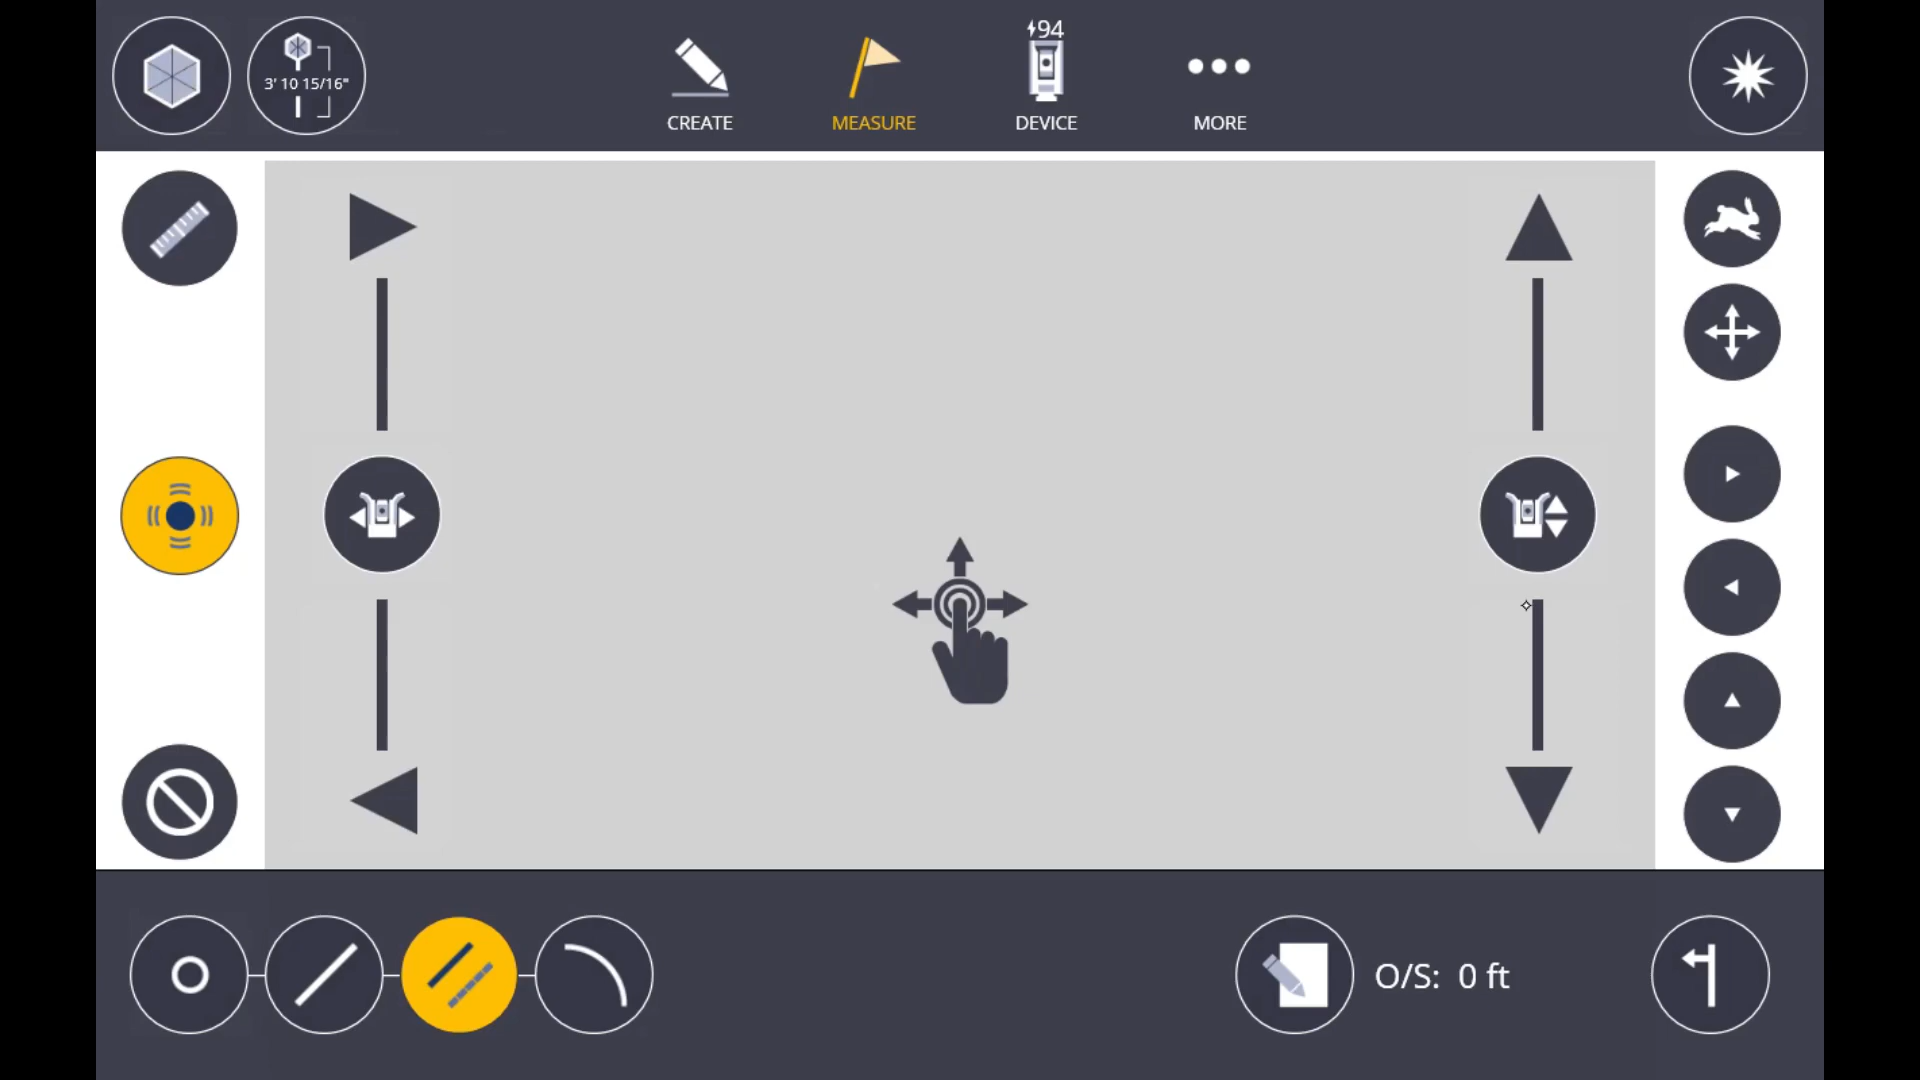 94
3' 10 15/16"
CREATE
MEASURE
DEVICE
MORE
O/S: 0 ft